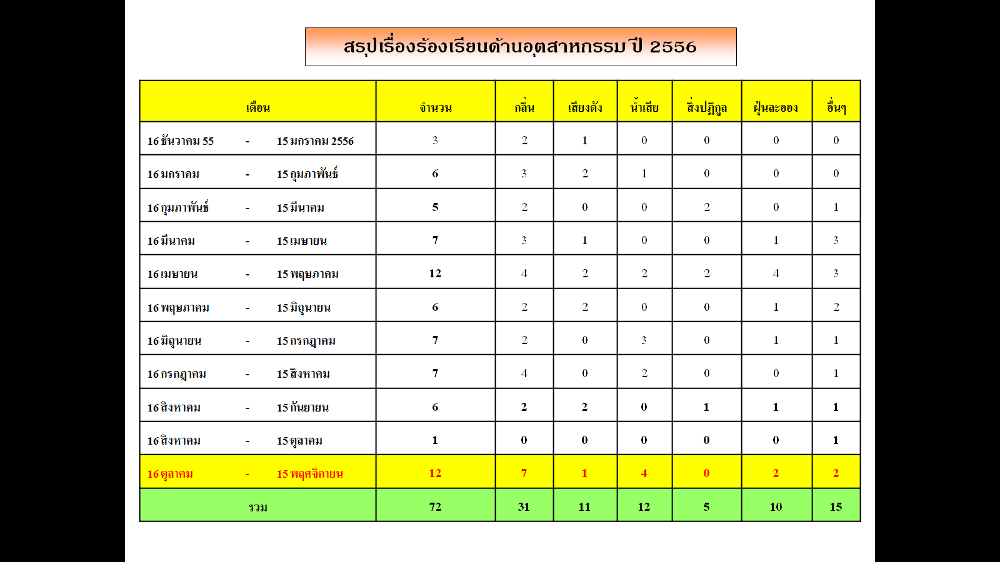 สรุปเรื่องร้องเรียนด้านอุตสาหกรรม ปี 2556
เดือน จำนวน กลิ่น เสียงดัง น้ำเสีย สิ่งปฏิกูล ฝุ่นละออง อื่นๆ
16 ธันวาคม 55 - 15 มกราคม 2556 3 2 1 0 0 0 0
16 มกราคม - 15 กุมภาพันธ์ 6 3 2 1 0 0 0
16 กุมภาพันธ์ - 15 มีนาคม 5 2 0 0 2 0 1
16 มีนาคม - 15 เมษายน 7 3 1 0 0 1 3
16 เมษายน - 15 พฤษภาคม 12 4 2 2 2 4 3
16 พฤษภาคม - 15 มิถุนายน 6 2 2 0 0 1 2
16 มิถุนายน - 15 กรกฎาคม 7 2 0 3 0 1 1
16 กรกฎาคม - 15 สิงหาคม 7 4 0 2 0 0 1
16 สิงหาคม - 15 กันยายน 6 2 2 0 1 1 1
16 สิงหาคม - 15 ตุลาคม 1 0 0 0 0 0 1
16 ตุลาคม - 15 พฤศจิกายน 12 7 1 4 0 2 2
รวม 72 31 11 12 5 10 15